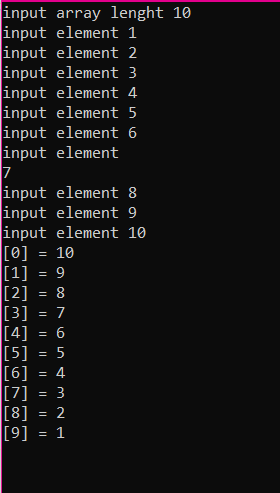 input array lenght 10
input element 1
input element 2
input element 3
input element 4
input element 5
input element 6
input element
7
input element 8
input element 9
input element 10
[0] = 10
[1] = 9
[2] = 8
[3] = 7
[4] = 6
[5] = 5
[6] = 4
[7] = 3
[8] = 2
[9] = 1